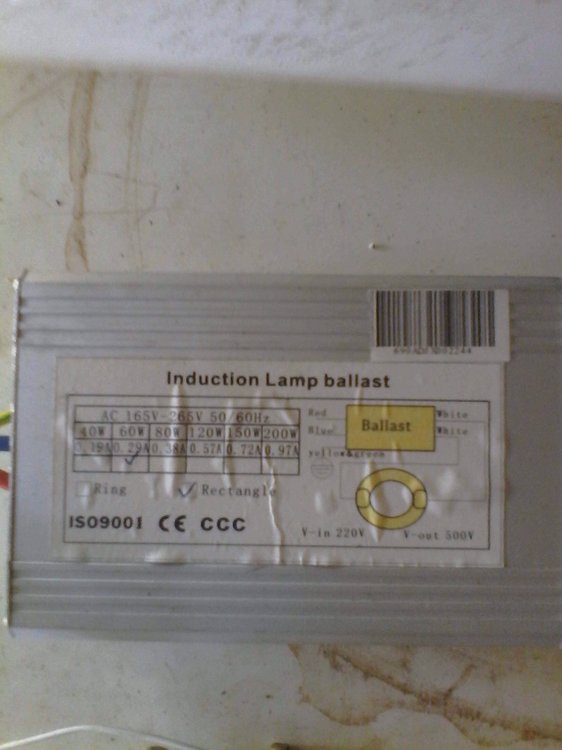 Induction Lamp ballast
AC 165V-265V 50/60Hz
40W 60W 80W 120W 150W 200W
0.19A 0.29A 0.38A 0.57A 0.72A 0.97A
Ring Rectangle
ISO9001 CE CCC
Red Ballast White
Blue White
yellow&green
V-in 220V V-out 500V